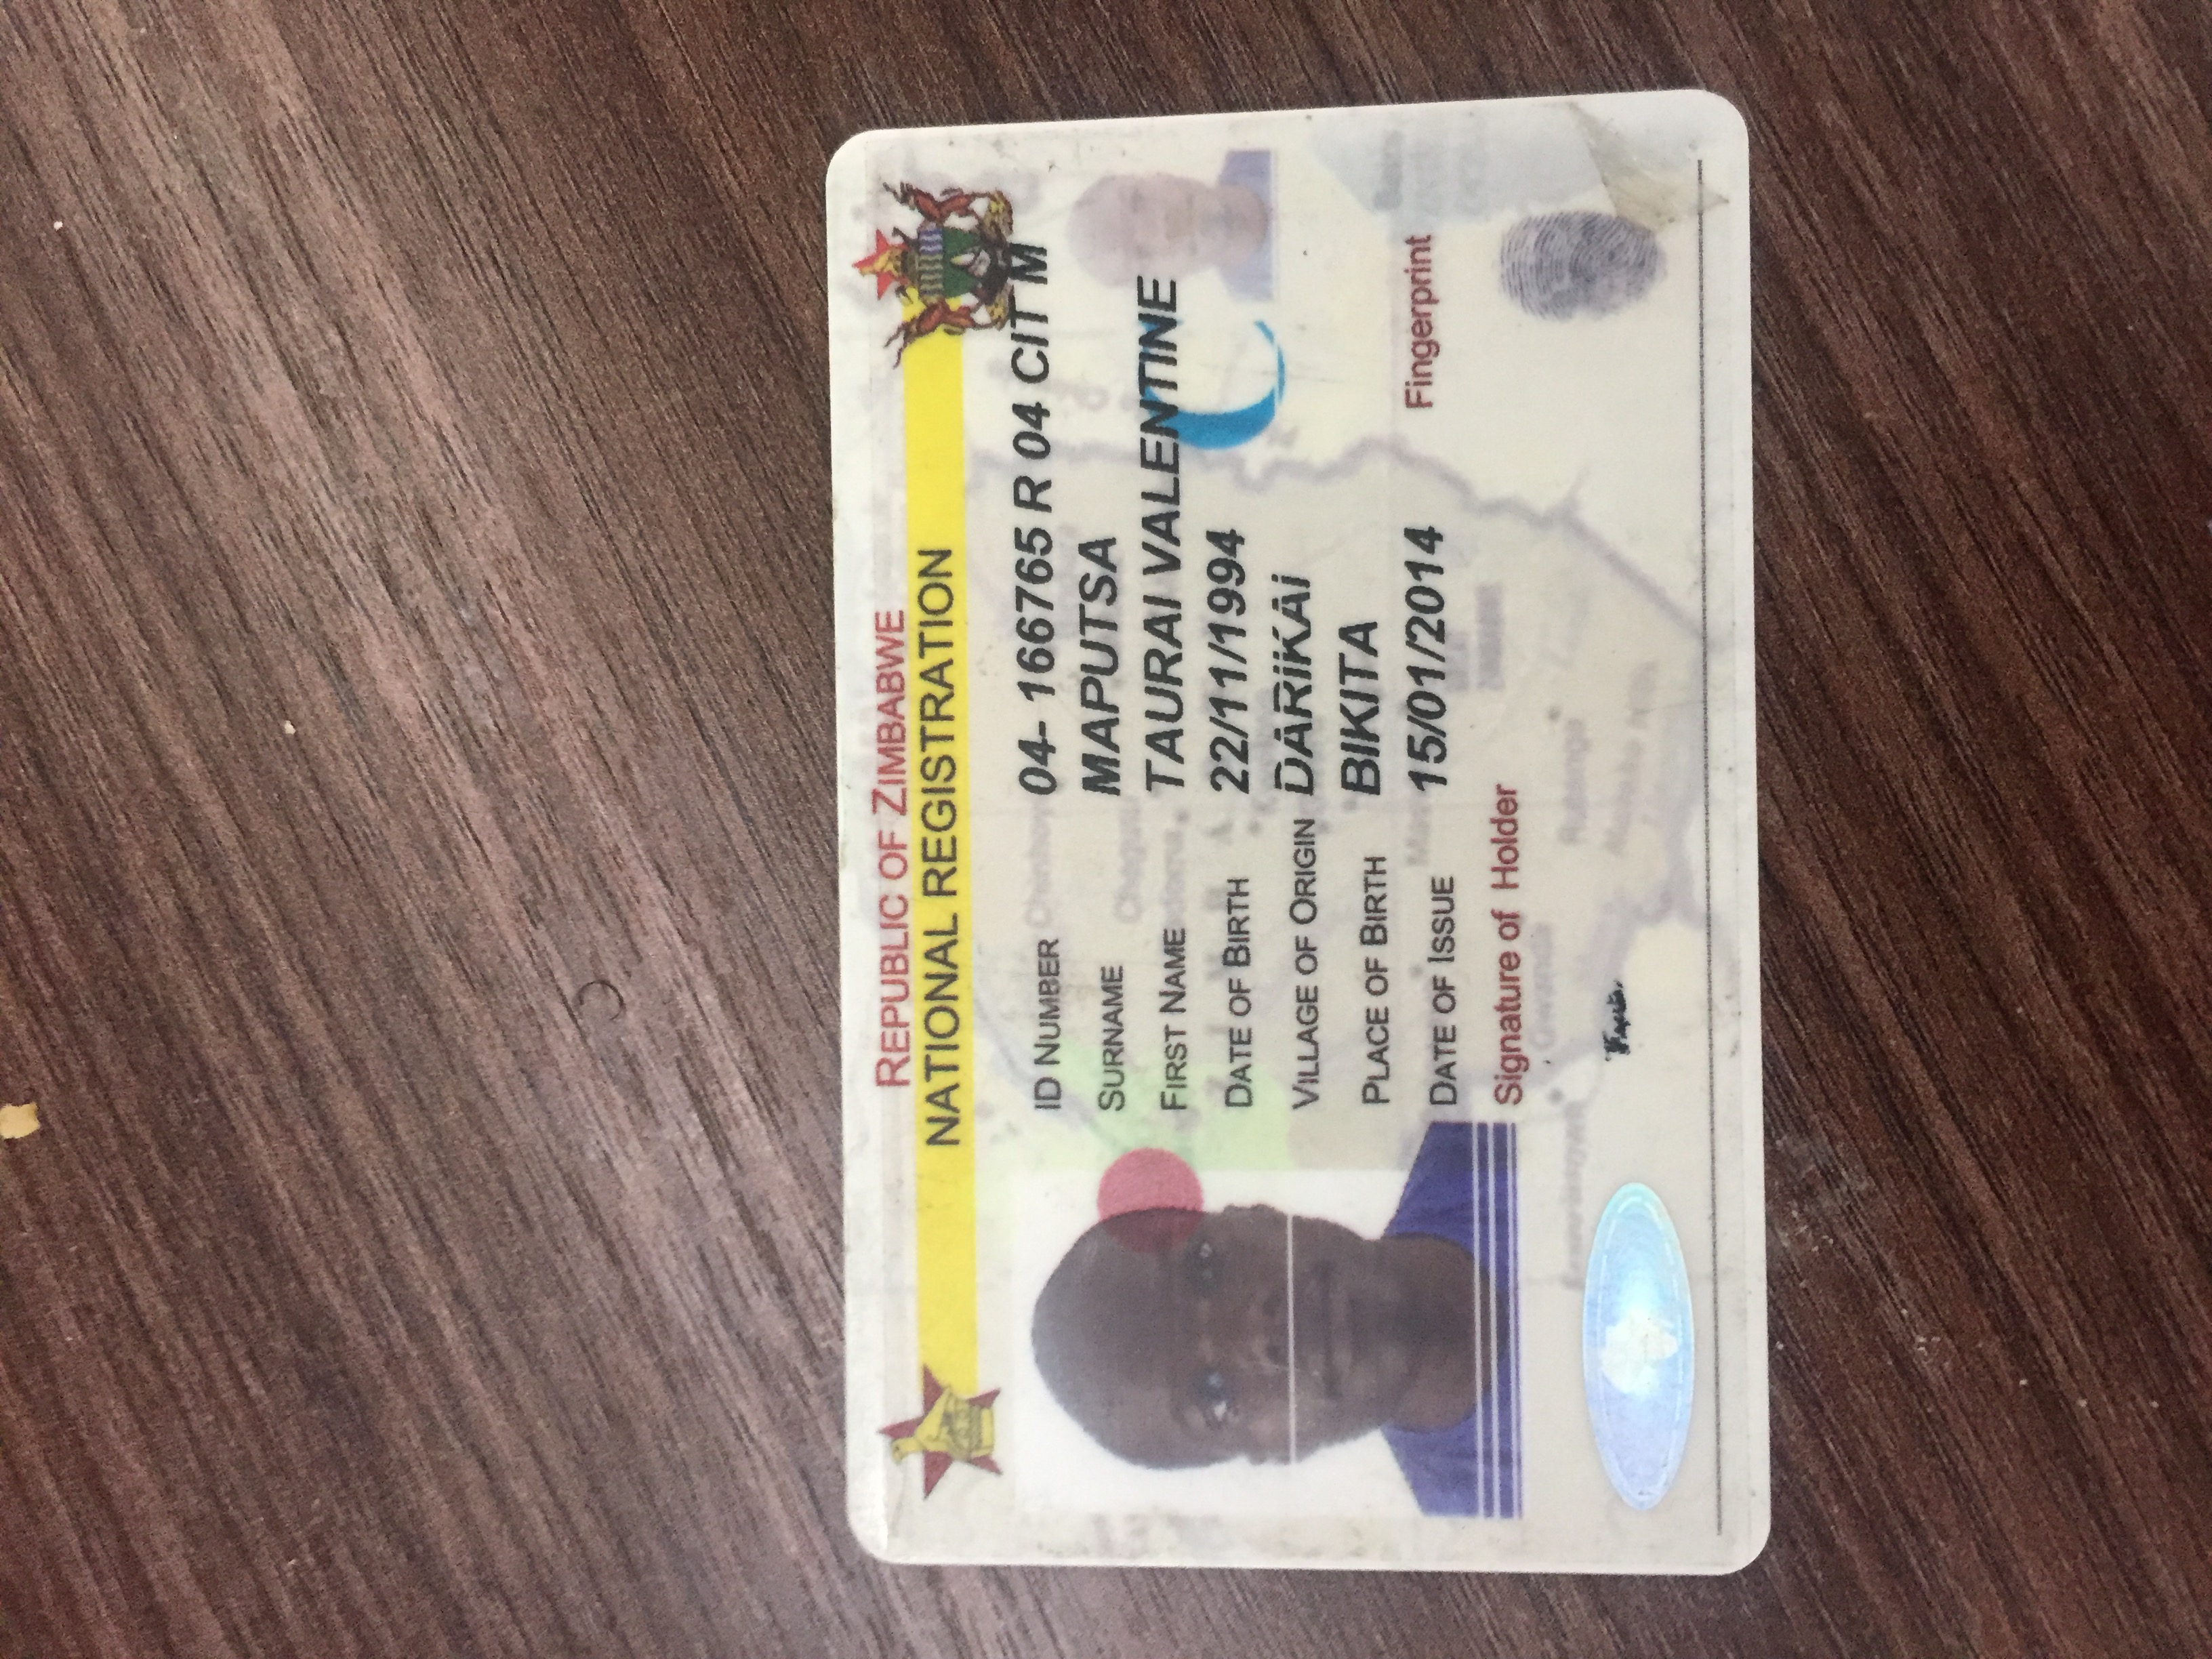 REPUBLIC OF ZIMBABWE
NATIONAL REGISTRATION
ID NUMBER 04- 166765 R 04 CIT M
SURNAME MAPUTSA
FIRST NAME TAURAI VALENTINE
DATE OF BIRTH 22/11/1994
VILLAGE OF ORIGIN DARIKAI
PLACE OF BIRTH BIKITA
DATE OF ISSUE 15/01/2014
Fingerprint
Signature of Holder
Rutenga